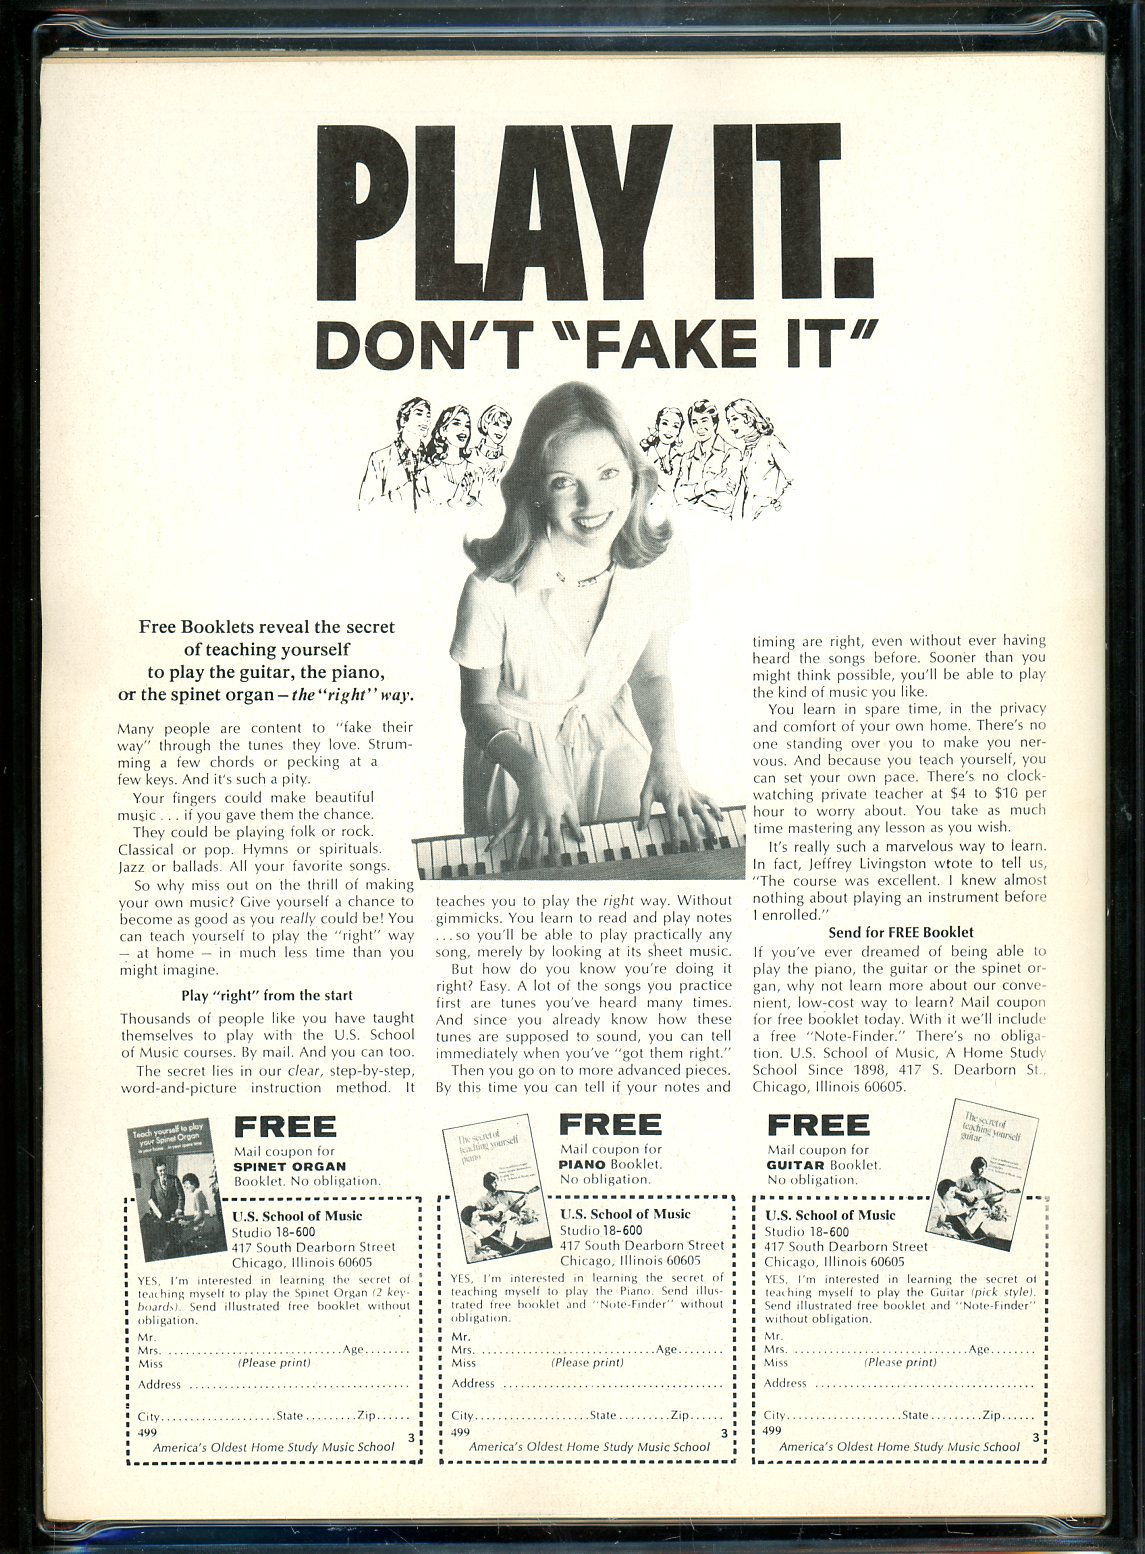 PLAY IT.
DON'T "FAKE IT"
Free Booklets reveal the secret
of teaching yourself
to play the guitar, the piano,
or the spinet organ – the "right" way.
Many people are content to "fake their
way" through the tunes they love. Strum-
ming a few chords or pecking at a
few keys. And it's such a pity.
Your fingers could make beautiful
music . . . if you gave them the chance.
They could be playing folk or rock.
Classical or pop. Hymns or spirituals.
Jazz or ballads. All your favorite songs.
So why miss out on the thrill of making
your own music? Give yourself a chance to
become as good as you really could be! You
can teach yourself to play the "right" way
— at home — in much less time than you
might imagine.
Play "right" from the start
Thousands of people like you have taught
themselves to play with the U.S. School
of Music courses. By mail. And you can too.
The secret lies in our clear, step-by-step,
word-and-picture instruction method. It
teaches you to play the right way. Without
gimmicks. You learn to read and play notes
. . . so you'll be able to play practically any
song, merely by looking at its sheet music.
But how do you know you're doing it
right? Easy. A lot of the songs you practice
first are tunes you've heard many times.
And since you already know how these
tunes are supposed to sound, you can tell
immediately when you've "got them right."
Then you go on to more advanced pieces.
By this time you can tell if your notes and
timing are right, even without ever having
heard the songs before. Sooner than you
might think possible, you'll be able to play
the kind of music you like.
You learn in spare time, in the privacy
and comfort of your own home. There's no
one standing over you to make you ner-
vous. And because you teach yourself, you
can set your own pace. There's no clock-
watching private teacher at $4 to $10 per
hour to worry about. You take as much
time mastering any lesson as you wish.
It's really such a marvelous way to learn.
In fact, Jeffrey Livingston wrote to tell us,
"The course was excellent. I knew almost
nothing about playing an instrument before
I enrolled."
Send for FREE Booklet
If you've ever dreamed of being able to
play the piano, the guitar or the spinet or-
gan, why not learn more about our conve-
nient, low-cost way to learn? Mail coupon
for free booklet today. With it we'll include
a free "Note-Finder." There's no obliga-
tion. U.S. School of Music, A Home Study
School Since 1898, 417 S. Dearborn St.,
Chicago, Illinois 60605.
Teach yourself to play
your Spinet Organ
FREE
Mail coupon for
SPINET ORGAN
Booklet. No obligation.
U.S. School of Music
Studio 18-600
417 South Dearborn Street
Chicago, Illinois 60605
YES, I'm interested in learning the secret of
teaching myself to play the Spinet Organ (2 key-
boards). Send illustrated free booklet without
obligation.
Mr.
Mrs. .............................Age........
Miss (Please print)
Address ......................................
City....................State.........Zip......
499 3
America's Oldest Home Study Music School
The secret of
teaching yourself
piano
FREE
Mail coupon for
PIANO Booklet.
No obligation.
U.S. School of Music
Studio 18-600
417 South Dearborn Street
Chicago, Illinois 60605
YES, I'm interested in learning the secret of
teaching myself to play the Piano. Send illus-
trated free booklet and "Note-Finder" without
obligation.
Mr.
Mrs. .............................Age........
Miss (Please print)
Address ......................................
City....................State.........Zip......
499 3
America's Oldest Home Study Music School
FREE
Mail coupon for
GUITAR Booklet.
No obligation.
The secret of
teaching yourself
guitar
U.S. School of Music
Studio 18-600
417 South Dearborn Street
Chicago, Illinois 60605
YES, I'm interested in learning the secret of
teaching myself to play the Guitar (pick style).
Send illustrated free booklet and "Note-Finder"
without obligation.
Mr.
Mrs. .............................Age........
Miss (Please print)
Address ......................................
City....................State.........Zip......
499 3
America's Oldest Home Study Music School